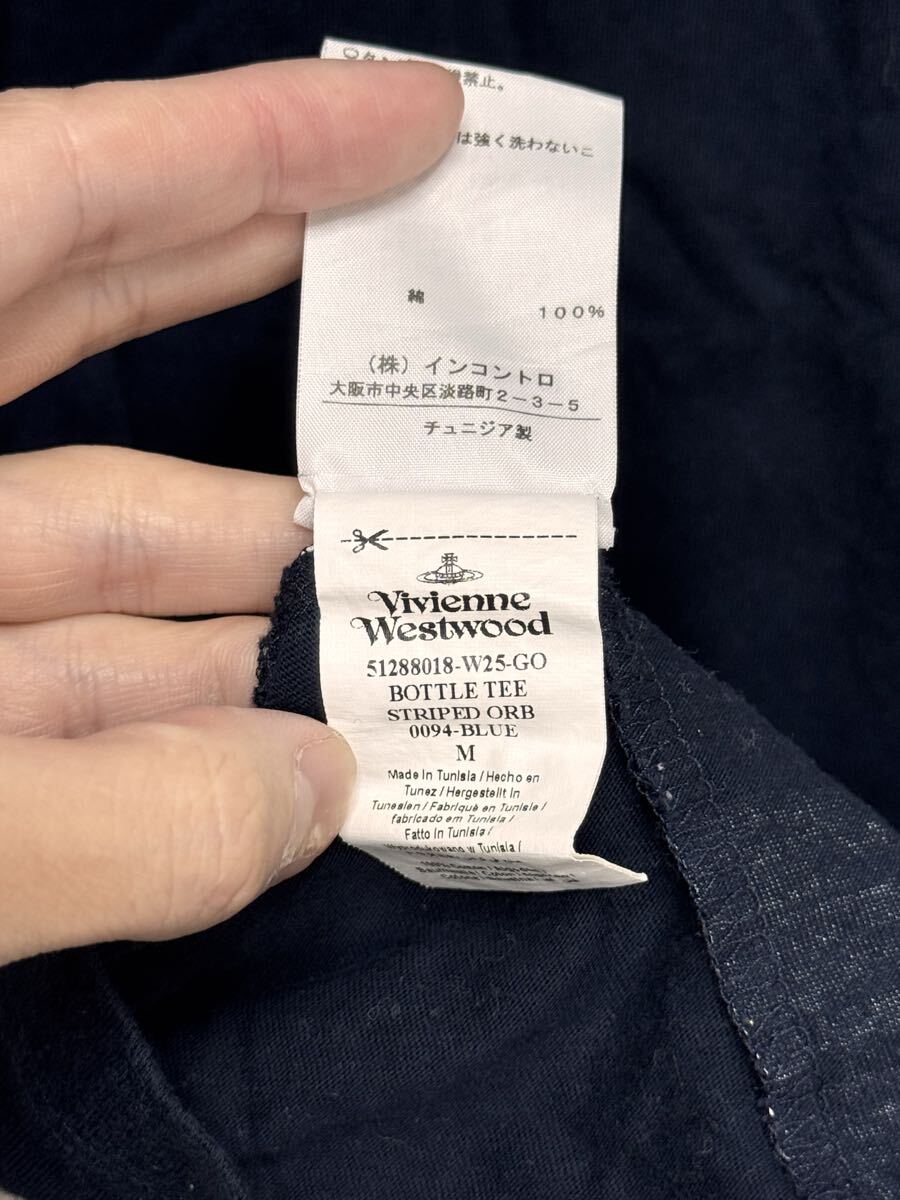 禁止。
は強く洗わないこ
綿
100%
(株)インコントロ
大阪市中央区淡路町2-3-5
チュニジア製
Vivienne
Westwood
51288018-W25-GO
BOTTLE TEE
STRIPED ORB
0094-BLUE
M
Made in Tunisia / Hecho en
Tunez / Hergestellt in
Tunesien / Fabriqué en Tunisie /
fabricado em Tunisia /
Fatto in Tunisia /
Wyprodukowano w Tunisia /